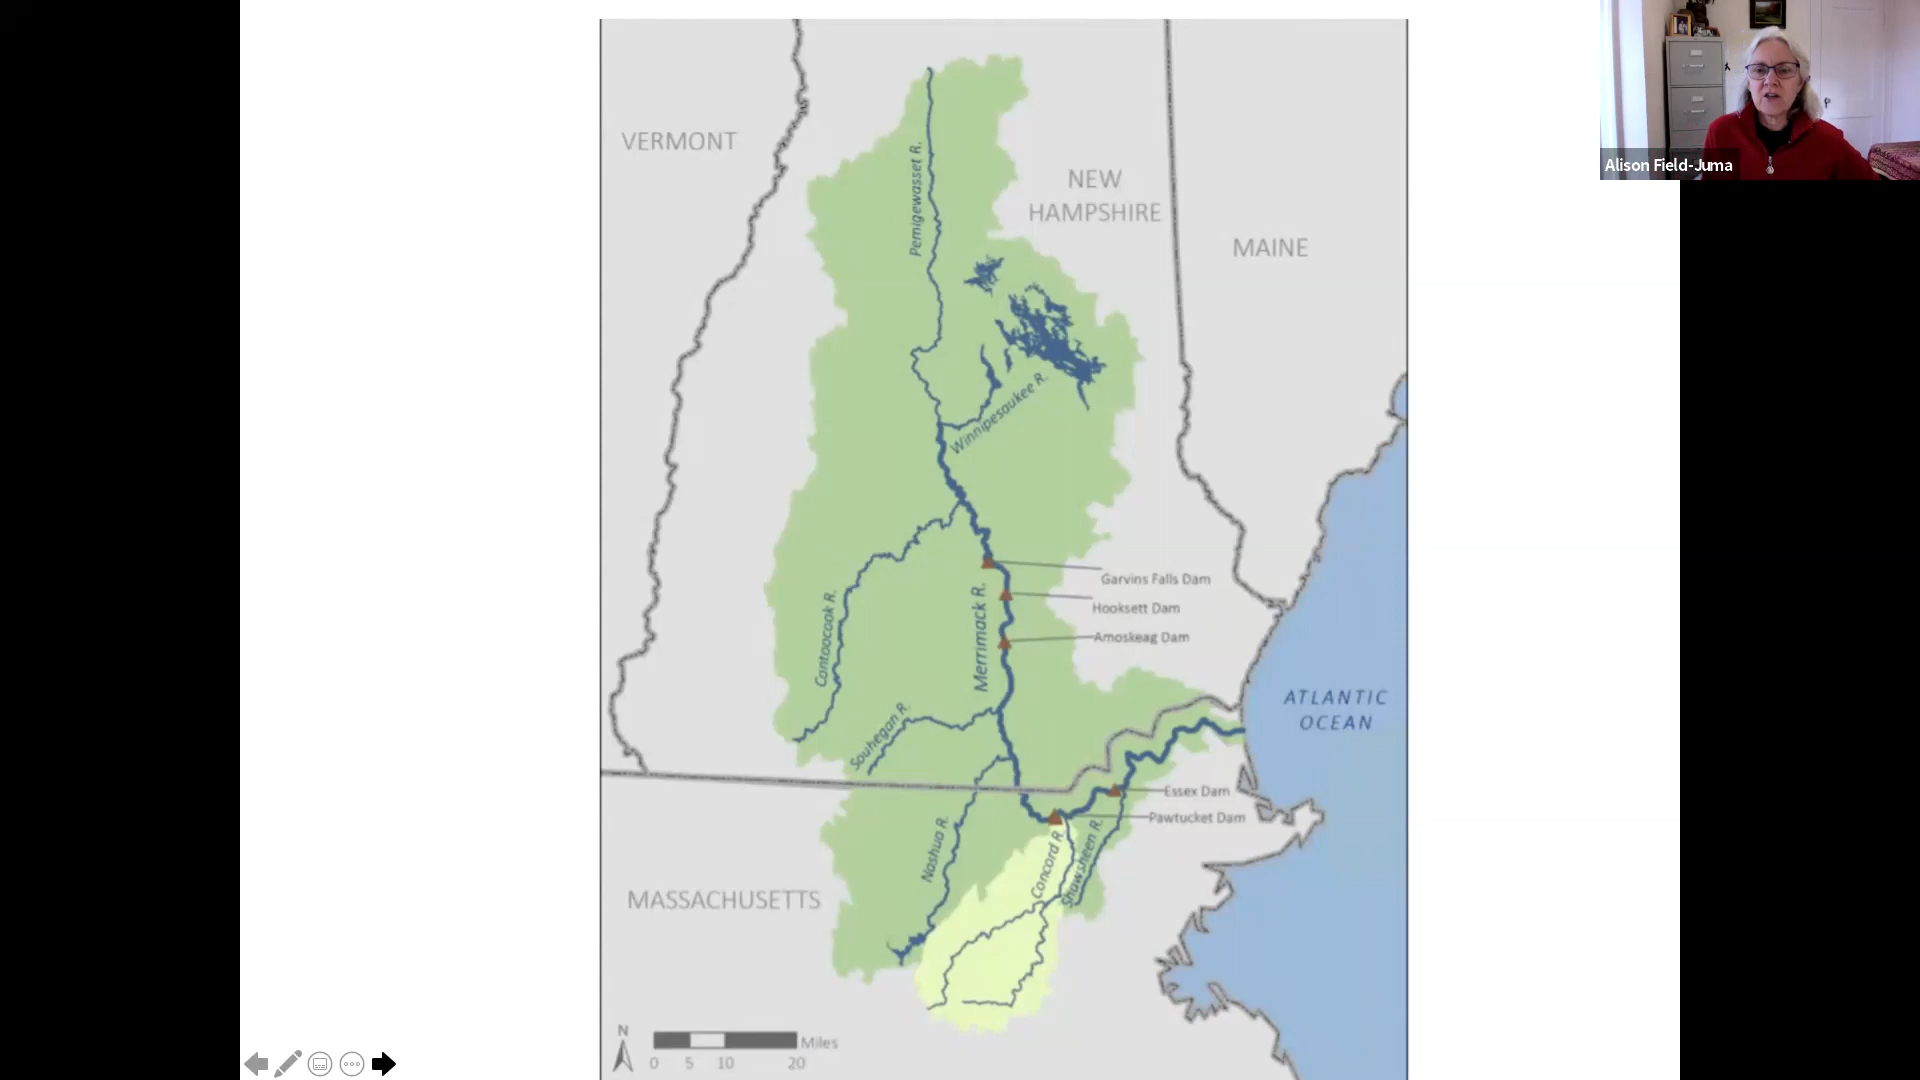 Alison Field-Juma
VERMONT
NEW
HAMPSHIRE
MAINE
Pemigewasset R.
Winnipesaukee R.
Contoocook R.
Merrimack R.
Garvins Falls Dam
Hooksett Dam
Amoskeag Dam
Souhegan R.
ATLANTIC
OCEAN
Essex Dam
Pawtucket Dam
Nashua R.
Concord R.
Shawsheen R.
MASSACHUSETTS
N
Miles
0 5 10 20